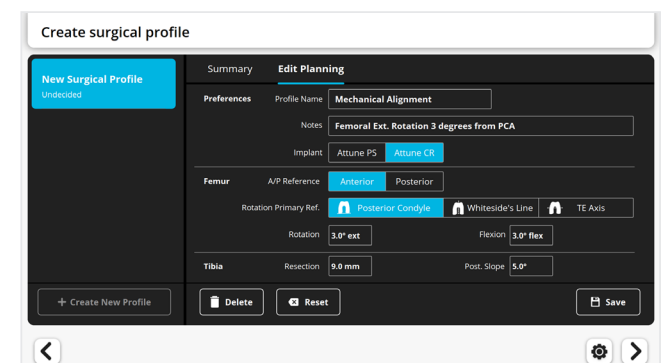 Create surgical profile
New Surgical Profile
Undecided
+ Create New Profile
Summary Edit Planning
Preferences Profile Name Mechanical Alignment
Notes Femoral Ext. Rotation 3 degrees from PCA
Implant Attune PS Attune CR
Femur A/P Reference Anterior Posterior
Rotation Primary Ref. Posterior Condyle Whiteside's Line TE Axis
Rotation 3.0° ext Flexion 3.0° flex
Tibia Resection 9.0 mm Post. Slope 5.0°
Delete Reset Save